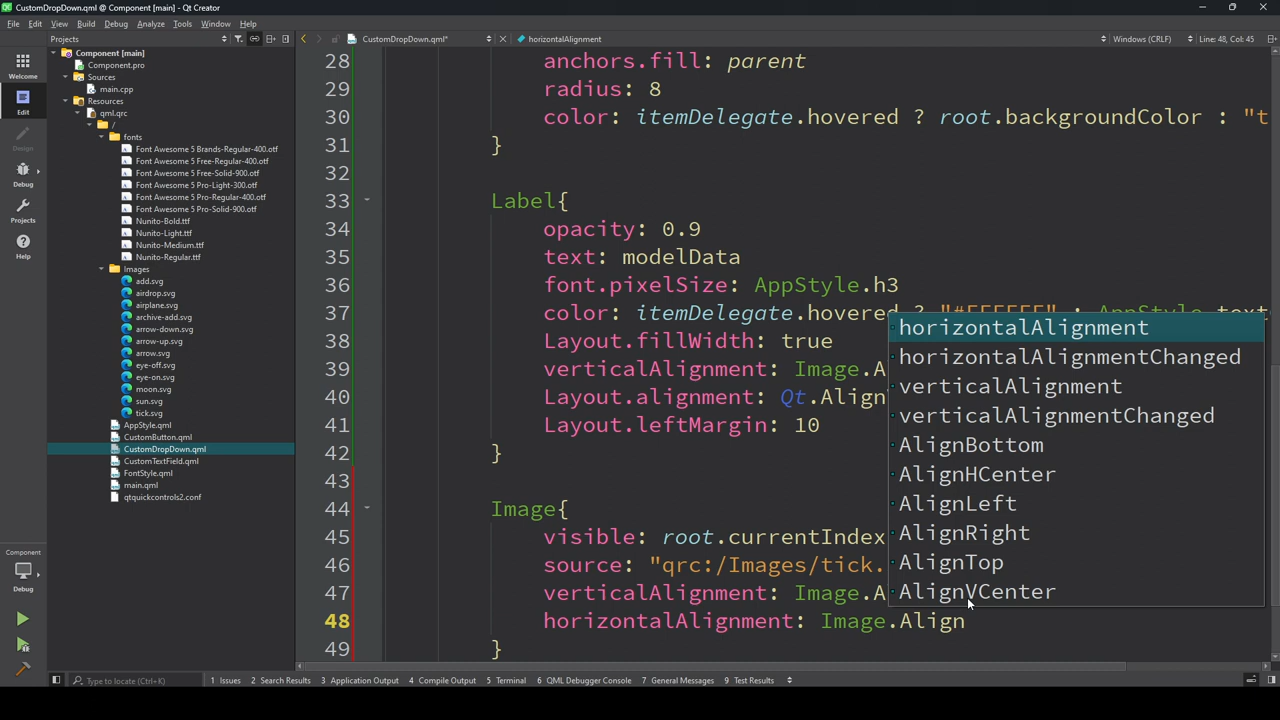 CustomDropDown.qml @ Component [main] - Qt Creator
File Edit View Build Debug Analyze Tools Window Help
Projects
CustomDropDown.qml*
horizontalAlignment
Windows (CRLF)
Line: 48, Col: 45
Welcome
Edit
Design
Debug
Projects
Help
Component
Debug
Component [main]
Component.pro
Sources
main.cpp
Resources
qml.qrc
/
fonts
Font Awesome 5 Brands-Regular-400.otf
Font Awesome 5 Free-Regular-400.otf
Font Awesome 5 Free-Solid-900.otf
Font Awesome 5 Pro-Light-300.otf
Font Awesome 5 Pro-Regular-400.otf
Font Awesome 5 Pro-Solid-900.otf
Nunito-Bold.ttf
Nunito-Light.ttf
Nunito-Medium.ttf
Nunito-Regular.ttf
Images
add.svg
airdrop.svg
airplane.svg
archive-add.svg
arrow-down.svg
arrow-up.svg
arrow.svg
eye-off.svg
eye-on.svg
moon.svg
sun.svg
tick.svg
AppStyle.qml
CustomButton.qml
CustomDropDown.qml
CustomTextField.qml
FontStyle.qml
main.qml
qtquickcontrols2.conf
28 anchors.fill: parent
29 radius: 8
30 color: itemDelegate.hovered ? root.backgroundColor : "t
31 }
32
33 Label{
34 opacity: 0.9
35 text: modelData
36 font.pixelSize: AppStyle.h3
37 color: itemDelegate.hovered ? "#FFFFFF" : AppStyle.text
38 Layout.fillWidth: true
39 verticalAlignment: Image.A
40 Layout.alignment: Qt.Align
41 Layout.leftMargin: 10
42 }
43
44 Image{
45 visible: root.currentIndex
46 source: "qrc:/Images/tick.
47 verticalAlignment: Image.A
48 horizontalAlignment: Image.Align
49 }
horizontalAlignment
horizontalAlignmentChanged
verticalAlignment
verticalAlignmentChanged
AlignBottom
AlignHCenter
AlignLeft
AlignRight
AlignTop
AlignVCenter
Type to locate (Ctrl+K)
1 Issues 2 Search Results 3 Application Output 4 Compile Output 5 Terminal 6 QML Debugger Console 7 General Messages 9 Test Results